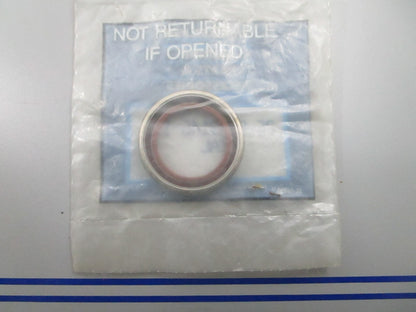 NOT RETURNABLE
IF OPENED